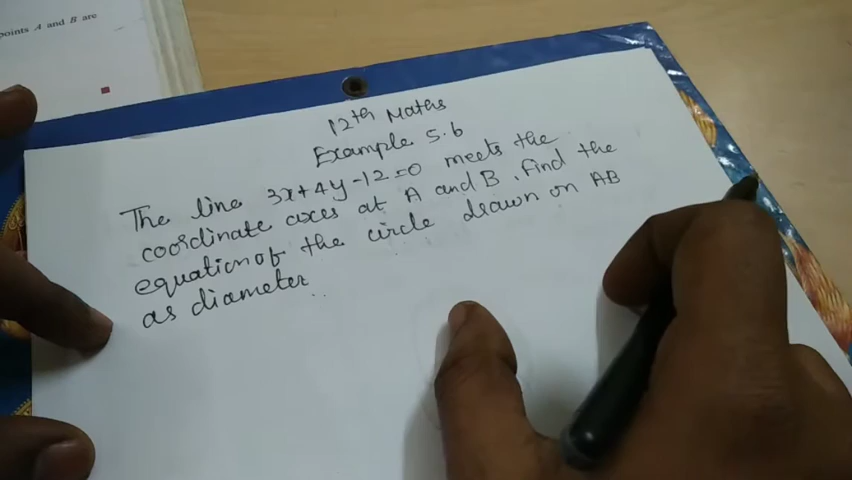 points A and B are
12th Maths
Example 5.6
The line 3x+4y-12=0 meets the
coordinate axes at A and B. Find the
equation of the circle drawn on AB
as diameter